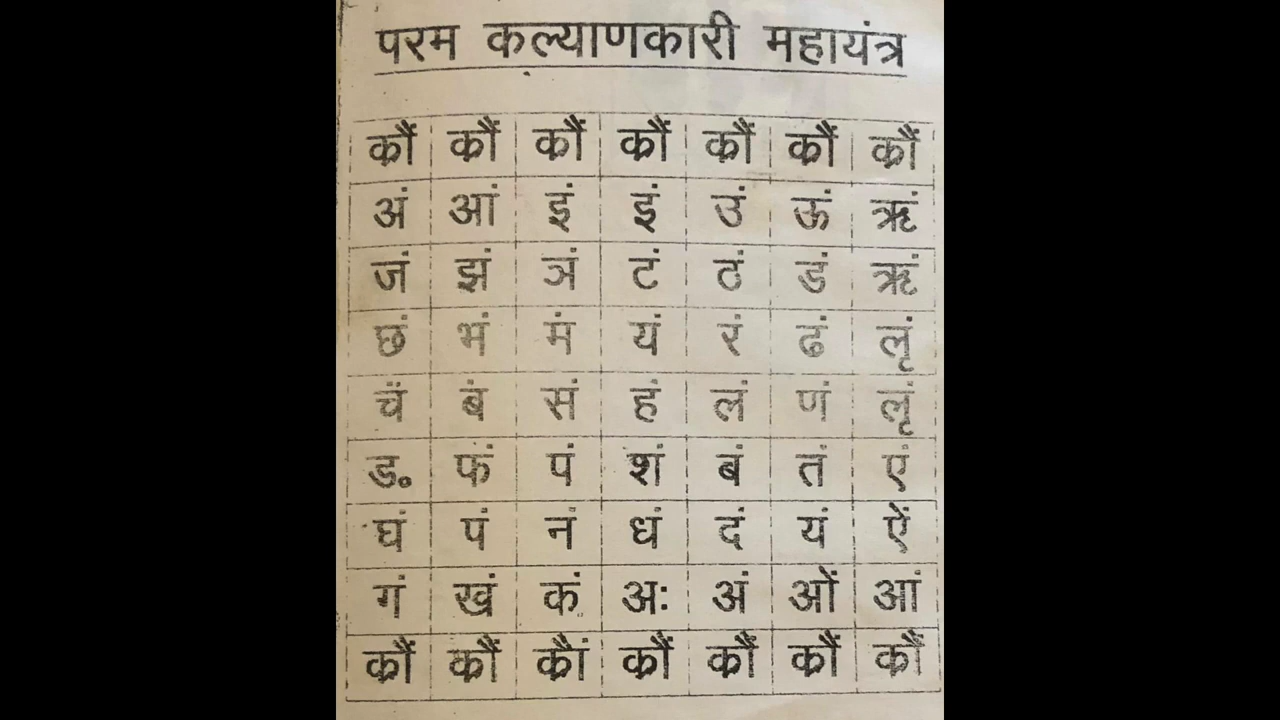 परम कल्याणकारी महायंत्र
क्रौं क्रौं क्रौं क्रौं क्रौं क्रौं क्रौं
अं आं इं इं उं ऊं ऋं
जं झं ञं टं ठं डं ऋं
छं भं मं यं रं ढं लृं
चं बं सं हं लं णं लृं
ड॰ फं पं शं बं तं एं
घं पं नं धं दं यं ऐं
गं खं कं अः अं ओं आं
क्रौं क्रौं क्रौं क्रौं क्रौं क्रौं क्रौं